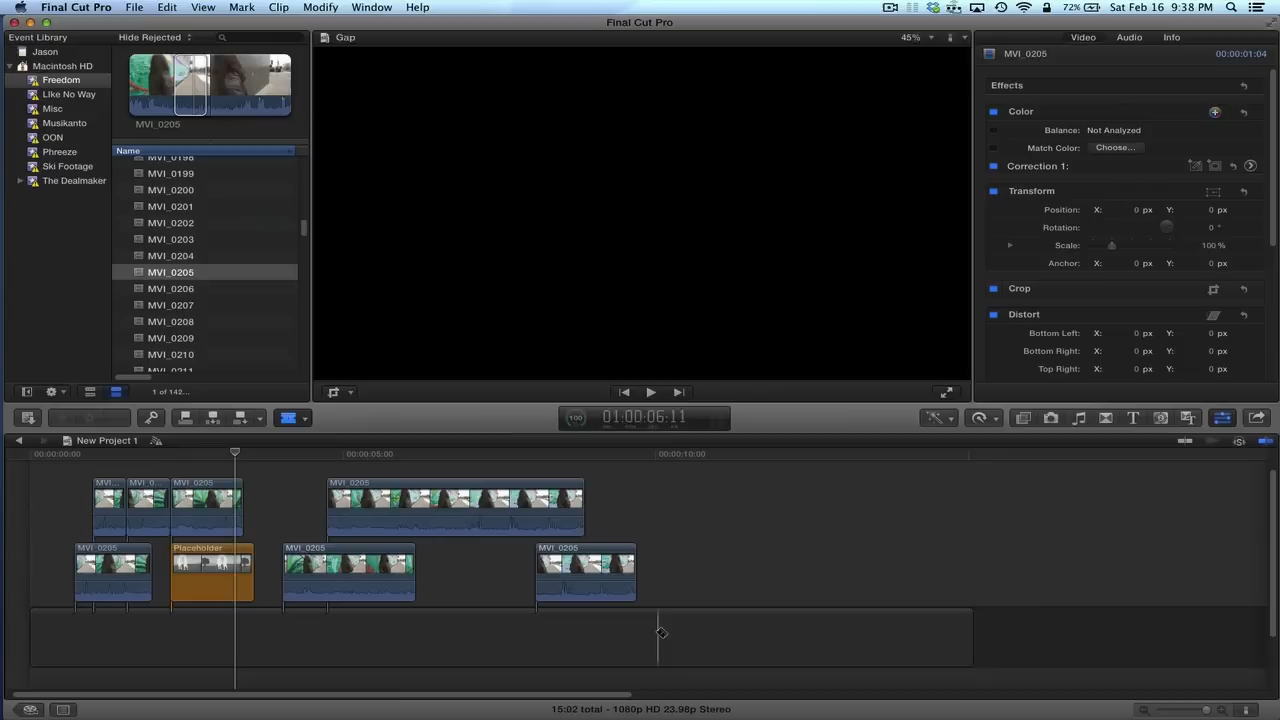 Final Cut Pro File Edit View Mark Clip Modify Window Help 72% Sat Feb 16 9:38 PM
Final Cut Pro
Event Library Hide Rejected Gap 45% Video Audio Info
Jason
Macintosh HD
Freedom
Like No Way
Misc
Musikanto
OON
Phreeze
Ski Footage
The Dealmaker
MVI_0205
Name
MVI_0198
MVI_0199
MVI_0200
MVI_0201
MVI_0202
MVI_0203
MVI_0204
MVI_0205
MVI_0206
MVI_0207
MVI_0208
MVI_0209
MVI_0210
MVI_0211
1 of 142...
MVI_0205 00:00:01:04
Effects
Color
Balance: Not Analyzed
Match Color: Choose...
Correction 1:
Transform
Position: X: 0 px Y: 0 px
Rotation: 0 °
Scale: 100 %
Anchor: X: 0 px Y: 0 px
Crop
Distort
Bottom Left: X: 0 px Y: 0 px
Bottom Right: X: 0 px Y: 0 px
Top Right: X: 0 px Y: 0 px
100 01:00:06:11
New Project 1
00:00:00:00 00:00:05:00 00:00:10:00
MVI... MVI_0... MVI_0205 MVI_0205
MVI_0205 Placeholder MVI_0205 MVI_0205
15:02 total - 1080p HD 23.98p Stereo